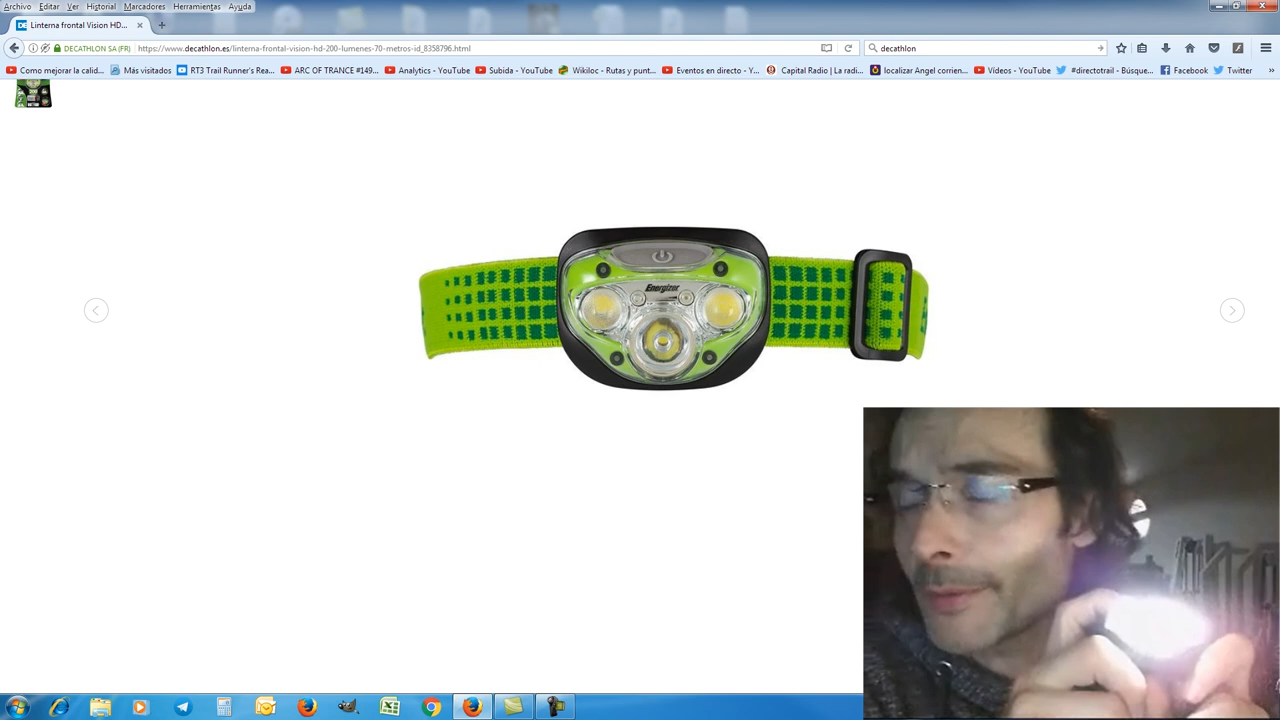 Archivo Editar Ver Historial Marcadores Herramientas Ayuda
Linterna frontal Vision HD...
DECATHLON SA (FR) https://www.decathlon.es/linterna-frontal-vision-hd-200-lumenes-70-metros-id_8358796.html decathlon
Como mejorar la calid... Más visitados RT3 Trail Runner's Rea... ARC OF TRANCE #149... Analytics - YouTube Subida - YouTube Wikiloc - Rutas y punt... Eventos en directo - Y... Capital Radio | La radi... localizar Angel corrien... Vídeos - YouTube #directotrail - Búsque... Facebook Twitter
Energizer